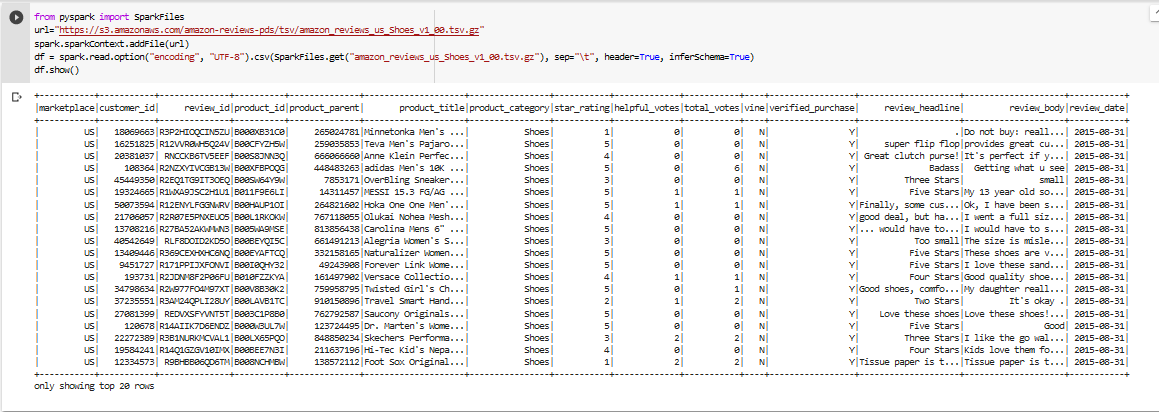 from pyspark import SparkFiles
url="https://s3.amazonaws.com/amazon-reviews-pds/tsv/amazon_reviews_us_Shoes_v1_00.tsv.gz"
spark.sparkContext.addFile(url)
df = spark.read.option("encoding", "UTF-8").csv(SparkFiles.get("amazon_reviews_us_Shoes_v1_00.tsv.gz"), sep="\t", header=True, inferSchema=True)
df.show()
|marketplace|customer_id|     review_id|product_id|product_parent|       product_title|product_category|star_rating|helpful_votes|total_votes|vine|verified_purchase|     review_headline|         review_body|review_date|
|         US|   18069663|R3P2HIOQCIN5ZU|B000XB31C0|     265024781|Minnetonka Men's ...|           Shoes|          1|            0|          0|   N|                Y|                   .|Do not buy: reall...| 2015-08-31|
|         US|   16251825|R12VVR0WH5Q24V|B00CFYZH5W|     259035853|Teva Men's Pajaro...|           Shoes|          5|            0|          0|   N|                Y|     super flip flop|provides great cu...| 2015-08-31|
|         US|   20381037| RNCCKB6TV5EEF|B00S8JNN3Q|     666066660|Anne Klein Perfec...|           Shoes|          4|            0|          0|   N|                Y| Great clutch purse!|It's perfect if y...| 2015-08-31|
|         US|     108364|R2NZXYIVCGB13W|B00XFBPOQG|     448483263|adidas Men's 10K ...|           Shoes|          5|            0|          6|   N|                Y|              Badass|  Getting what u see| 2015-08-31|
|         US|   45449350|R2EQ1TG9IT3OEQ|B00SW64Y9W|       7853171|OverBling Sneaker...|           Shoes|          3|            0|          0|   N|                Y|         Three Stars|               small| 2015-08-31|
|         US|   19324665|R1WXA9JSC2H1U1|B011F9E6LI|      14311457|MESSI 15.3 FG/AG ...|           Shoes|          5|            1|          1|   N|                Y|          Five Stars|My 13 year old so...| 2015-08-31|
|         US|   50073594|R12ENYLFGGNWRV|B00HAUP1OI|     264821602|Hoka One One Men'...|           Shoes|          5|            1|          1|   N|                Y|Finally, some cus...|Ok, I have been s...| 2015-08-31|
|         US|   21706057|R2R07E5PNXEUO5|B00L1RKOKW|     767118055|Olukai Nohea Mesh...|           Shoes|          4|            0|          0|   N|                Y|good deal, but ha...|I went a full siz...| 2015-08-31|
|         US|   13708216|R27BA52AKWMWN3|B005WA9MSE|     813856438|Carolina Mens 6" ...|           Shoes|          5|            0|          0|   N|                Y|... would have to...|I would have to s...| 2015-08-31|
|         US|   40542649| RLF8DOID2KD5O|B00BEYQI5C|     661491213|Alegria Women's S...|           Shoes|          3|            0|          0|   N|                Y|           Too small|The size is misle...| 2015-08-31|
|         US|   13409446|R369CEXHXHC6NQ|B00EYAFTCQ|     332158165|Naturalizer Women...|           Shoes|          5|            0|          0|   N|                Y|          Five Stars|These shoes are v...| 2015-08-31|
|         US|    9451727|R171PPIJXFONVI|B00I0QHY32|      49243908|Forever Link Wome...|           Shoes|          5|            0|          0|   N|                Y|          Five Stars|I love these sand...| 2015-08-31|
|         US|     193731|R2JDNM8F2P06FU|B010FZZKYA|     161497902|Versace Collectio...|           Shoes|          4|            1|          1|   N|                Y|          Four Stars|Good quality shoe...| 2015-08-31|
|         US|   34798634|R2W977FO4M97XT|B00V8B30K2|     759958795|Twisted Girl's Ch...|           Shoes|          5|            0|          1|   N|                Y|Good shoes, comfo...|My daughter reall...| 2015-08-31|
|         US|   37235551|R3AM24QPLI28UY|B00LAVB1TC|     910150896|Travel Smart Hand...|           Shoes|          2|            1|          2|   N|                Y|           Two Stars|          It's okay .| 2015-08-31|
|         US|   27081399| REDVXSFYVNT5T|B003C1P8B0|     762792587|Saucony Originals...|           Shoes|          5|            0|          0|   N|                Y|    Love these shoes|Love these shoes!...| 2015-08-31|
|         US|     120678|R14AIIK7D6ENDZ|B000W3UL7W|     123724495|Dr. Marten's Wome...|           Shoes|          5|            0|          0|   N|                Y|          Five Stars|                Good| 2015-08-31|
|         US|   22272389|R3B1NURKMCVAL1|B00LX65PQO|     848850234|Skechers Performa...|           Shoes|          3|            2|          2|   N|                Y|         Three Stars|I like the go wal...| 2015-08-31|
|         US|   19584241|R14Q1GZGV10IMX|B00BEE7N3I|     211637196|Hi-Tec Kid's Nepa...|           Shoes|          4|            0|          0|   N|                Y|          Four Stars|Kids love them fo...| 2015-08-31|
|         US|   12334573|R9BHBB06QD6TM|B008NCHMBW|     138572112|Foot Sox Original...|           Shoes|          1|            2|          2|   N|                Y|Tissue paper is t...|Tissue paper is t...| 2015-08-31|
only showing top 20 rows